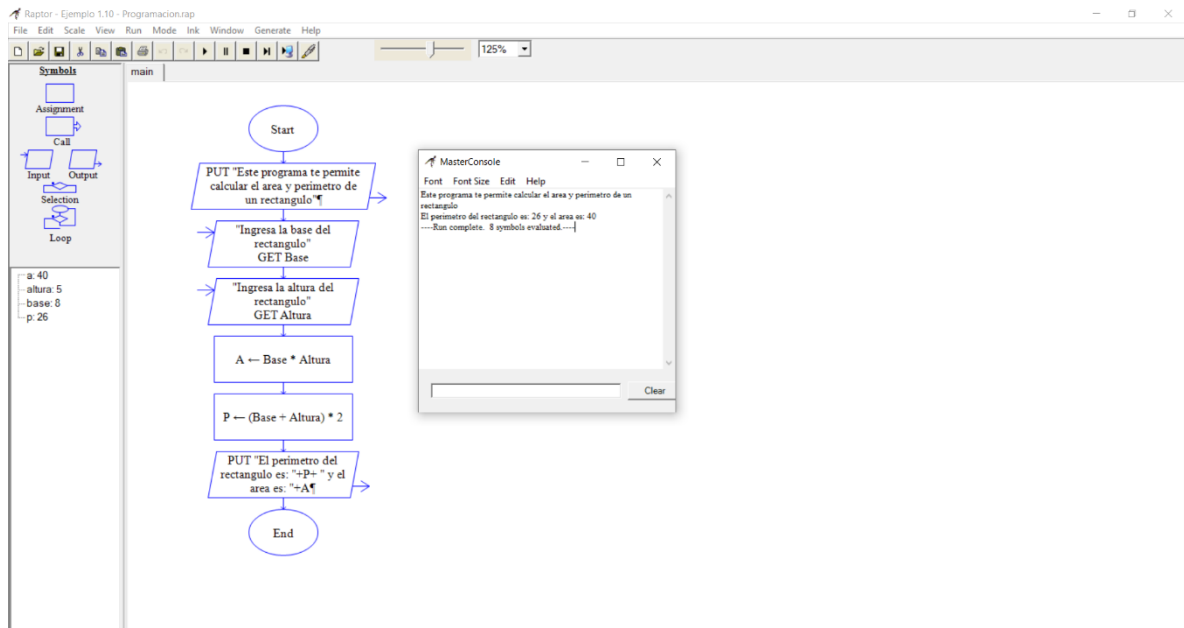 Raptor - Ejemplo 1.10 - Programacion.rap
File Edit Scale View Run Mode Ink Window Generate Help
125%
Symbols
Assignment
Call
Input Output
Selection
Loop
a: 40
altura: 5
base: 8
p: 26
main
Start
PUT "Este programa te permite
calcular el area y perimetro de
un rectangulo"¶
"Ingresa la base del
rectangulo"
GET Base
"Ingresa la altura del
rectangulo"
GET Altura
A ← Base * Altura
P ← (Base + Altura) * 2
PUT "El perimetro del
rectangulo es: "+P+ " y el
area es: "+A¶
End
MasterConsole
Font Font Size Edit Help
Este programa te permite calcular el area y perimetro de un
rectangulo
El perimetro del rectangulo es: 26 y el area es: 40
----Run complete. 8 symbols evaluated.----
Clear